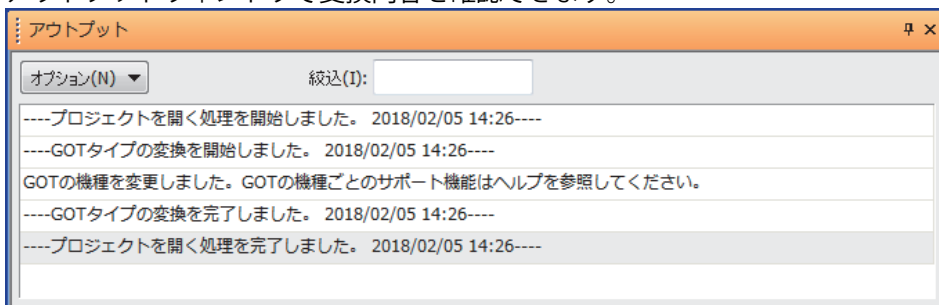 アウトプット
オプション(N) ▼ 絞込(I):
----プロジェクトを開く処理を開始しました。 2018/02/05 14:26----
----GOTタイプの変換を開始しました。 2018/02/05 14:26----
GOTの機種を変更しました。GOTの機種ごとのサポート機能はヘルプを参照してください。
----GOTタイプの変換を完了しました。 2018/02/05 14:26----
----プロジェクトを開く処理を完了しました。 2018/02/05 14:26----